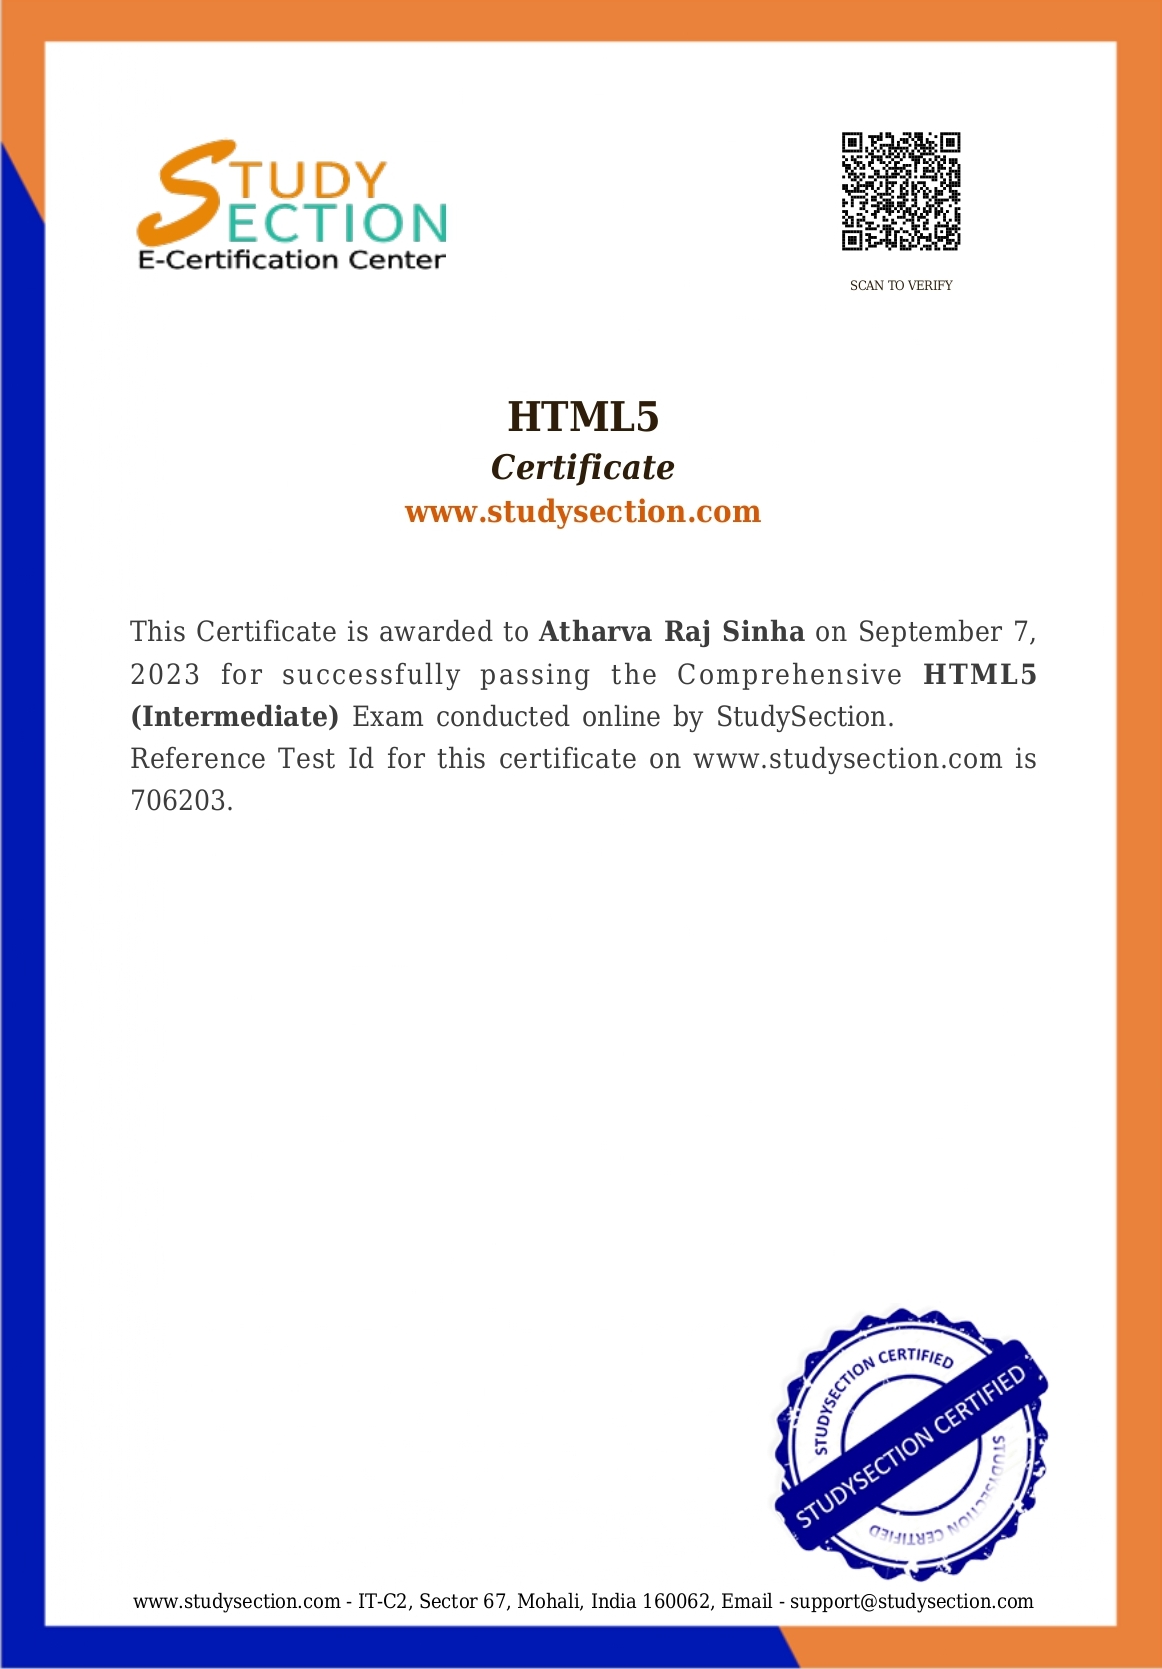 STUDY
SECTION
E-Certification Center
SCAN TO VERIFY
HTML5
Certificate
www.studysection.com
This Certificate is awarded to Atharva Raj Sinha on September 7,
2023 for successfully passing the Comprehensive HTML5
(Intermediate) Exam conducted online by StudySection.
Reference Test Id for this certificate on www.studysection.com is
706203.
STUDYSECTION CERTIFIED
STUDYSECTION CERTIFIED
STUDYSECTION CERTIFIED
www.studysection.com - IT-C2, Sector 67, Mohali, India 160062, Email - support@studysection.com